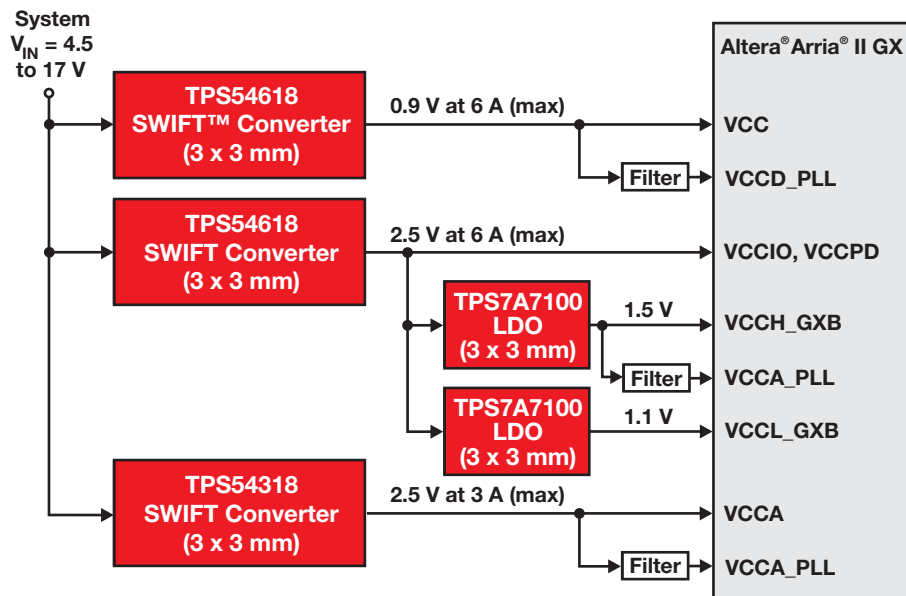 System
V_IN = 4.5
to 17 V
Altera® Arria® II GX
TPS54618
SWIFT™ Converter
(3 x 3 mm)
0.9 V at 6 A (max)
VCC
Filter
VCCD_PLL
TPS54618
SWIFT Converter
(3 x 3 mm)
2.5 V at 6 A (max)
VCCIO, VCCPD
TPS7A7100
LDO
(3 x 3 mm)
1.5 V
VCCH_GXB
Filter
VCCA_PLL
TPS7A7100
LDO
(3 x 3 mm)
1.1 V
VCCL_GXB
TPS54318
SWIFT Converter
(3 x 3 mm)
2.5 V at 3 A (max)
VCCA
Filter
VCCA_PLL